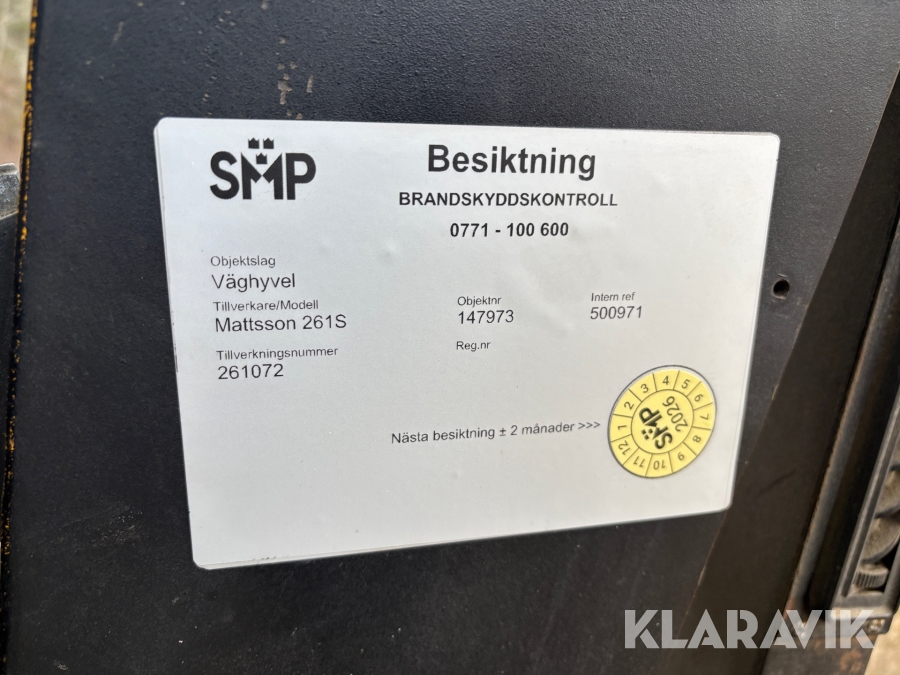 SMP
Besiktning
BRANDSKYDDSKONTROLL
0771 - 100 600
Objektslag
Väghyvel
Tillverkare/Modell
Mattsson 261S
Objektnr
147973
Intern ref
500971
Tillverkningsnummer
261072
Reg.nr
Nästa besiktning ± 2 månader >>>
1 2 3 4 5 6 7 8 9 10 11 12
2026
SMP
KLARAVIK